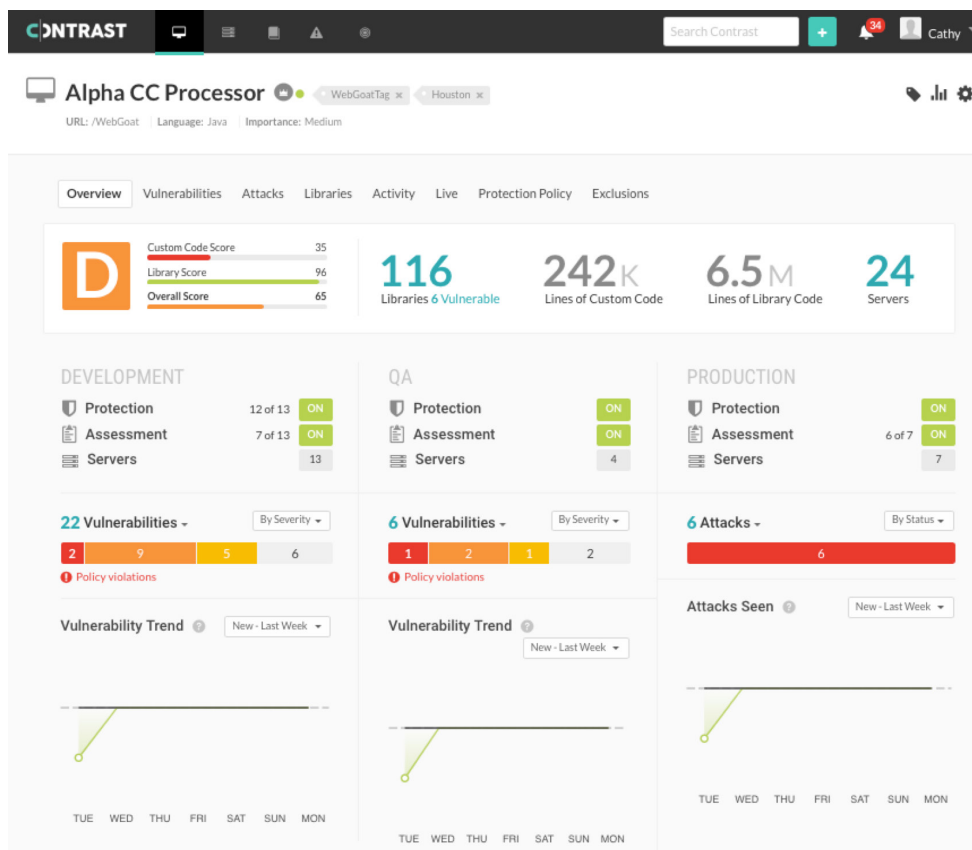 CONTRAST
Search Contrast
+
34
Cathy
Alpha CC Processor
WebGoatTag ×
Houston ×
URL: /WebGoat Language: Java Importance: Medium
Overview Vulnerabilities Attacks Libraries Activity Live Protection Policy Exclusions
D
Custom Code Score 35
Library Score 96
Overall Score 65
116
Libraries 6 Vulnerable
242K
Lines of Custom Code
6.5M
Lines of Library Code
24
Servers
DEVELOPMENT
Protection 12 of 13 ON
Assessment 7 of 13 ON
Servers 13
22 Vulnerabilities
By Severity
2 9 5 6
Policy violations
Vulnerability Trend ?
New - Last Week
TUE WED THU FRI SAT SUN MON
QA
Protection ON
Assessment ON
Servers 4
6 Vulnerabilities
By Severity
1 2 1 2
Policy violations
Vulnerability Trend ?
New - Last Week
TUE WED THU FRI SAT SUN MON
PRODUCTION
Protection ON
Assessment 6 of 7 ON
Servers 7
6 Attacks
By Status
6
Attacks Seen ?
New - Last Week
TUE WED THU FRI SAT SUN MON